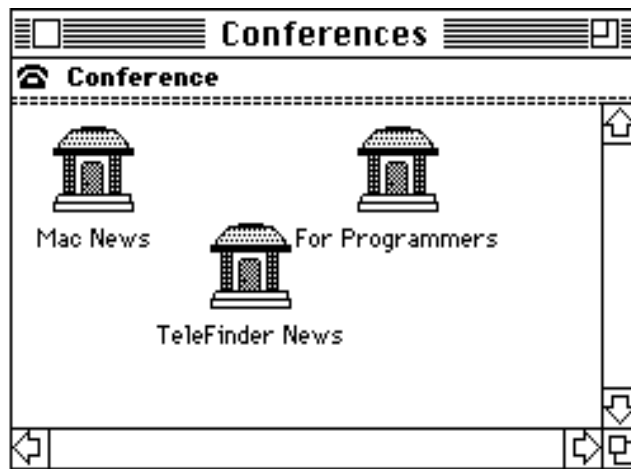 Conferences
Conference
Mac News
For Programmers
TeleFinder News